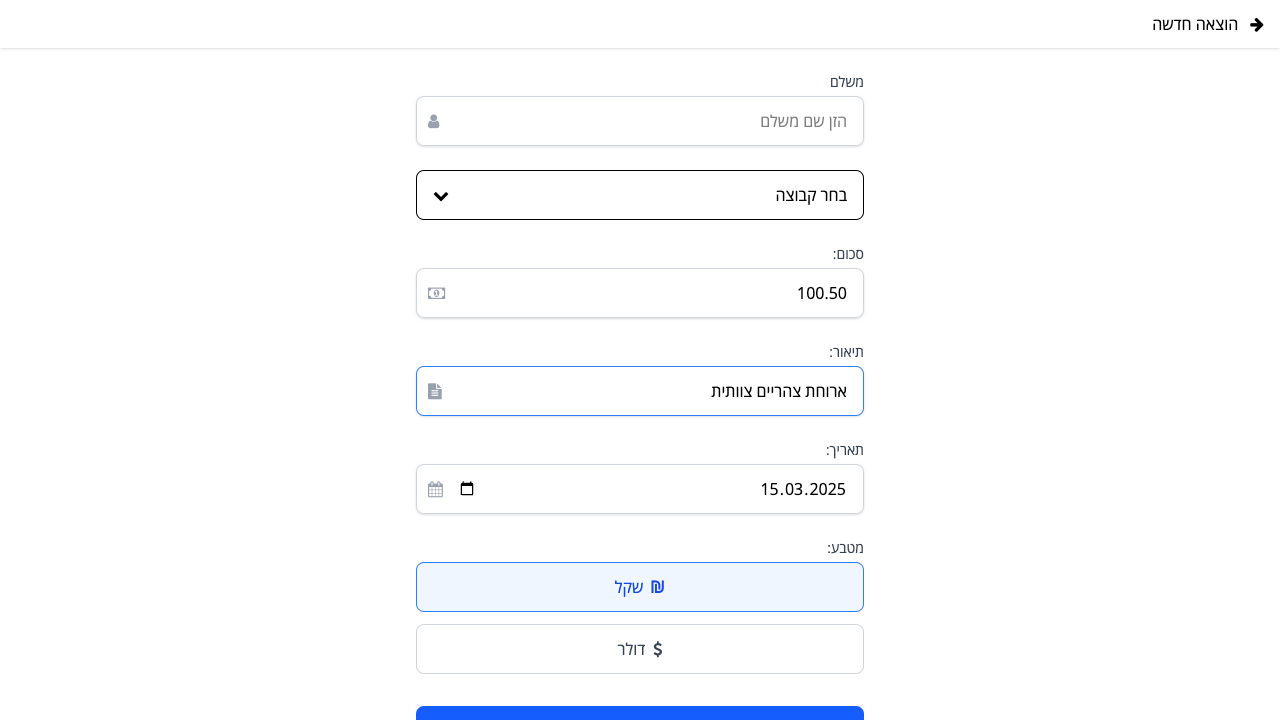 הוצאה חדשה
משלם
הזן שם משלם
בחר קבוצה
סכום:
100.50
תיאור:
ארוחת צהריים צוותית
תאריך:
15.03.2025
מטבע:
₪ שקל
$ דולר